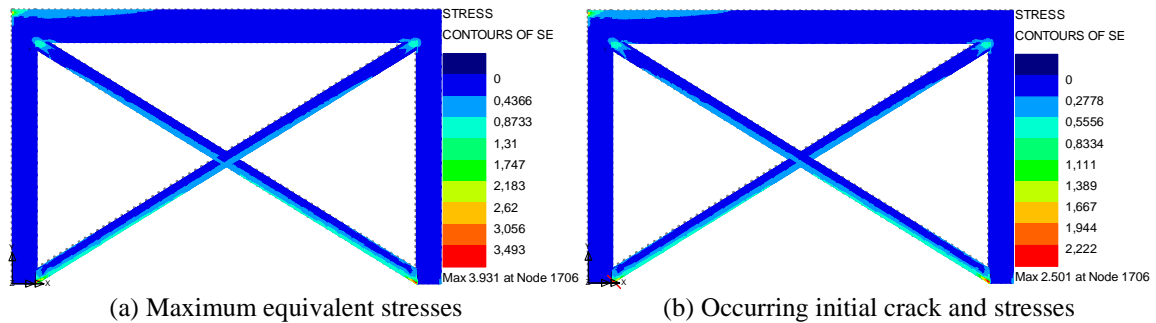 STRESS
CONTOURS OF SE
0
0,4366
0,8733
1,31
1,747
2,183
2,62
3,056
3,493
Max 3.931 at Node 1706
Y
X
(a) Maximum equivalent stresses
STRESS
CONTOURS OF SE
0
0,2778
0,5556
0,8334
1,111
1,389
1,667
1,944
2,222
Max 2.501 at Node 1706
Y
X
(b) Occurring initial crack and stresses